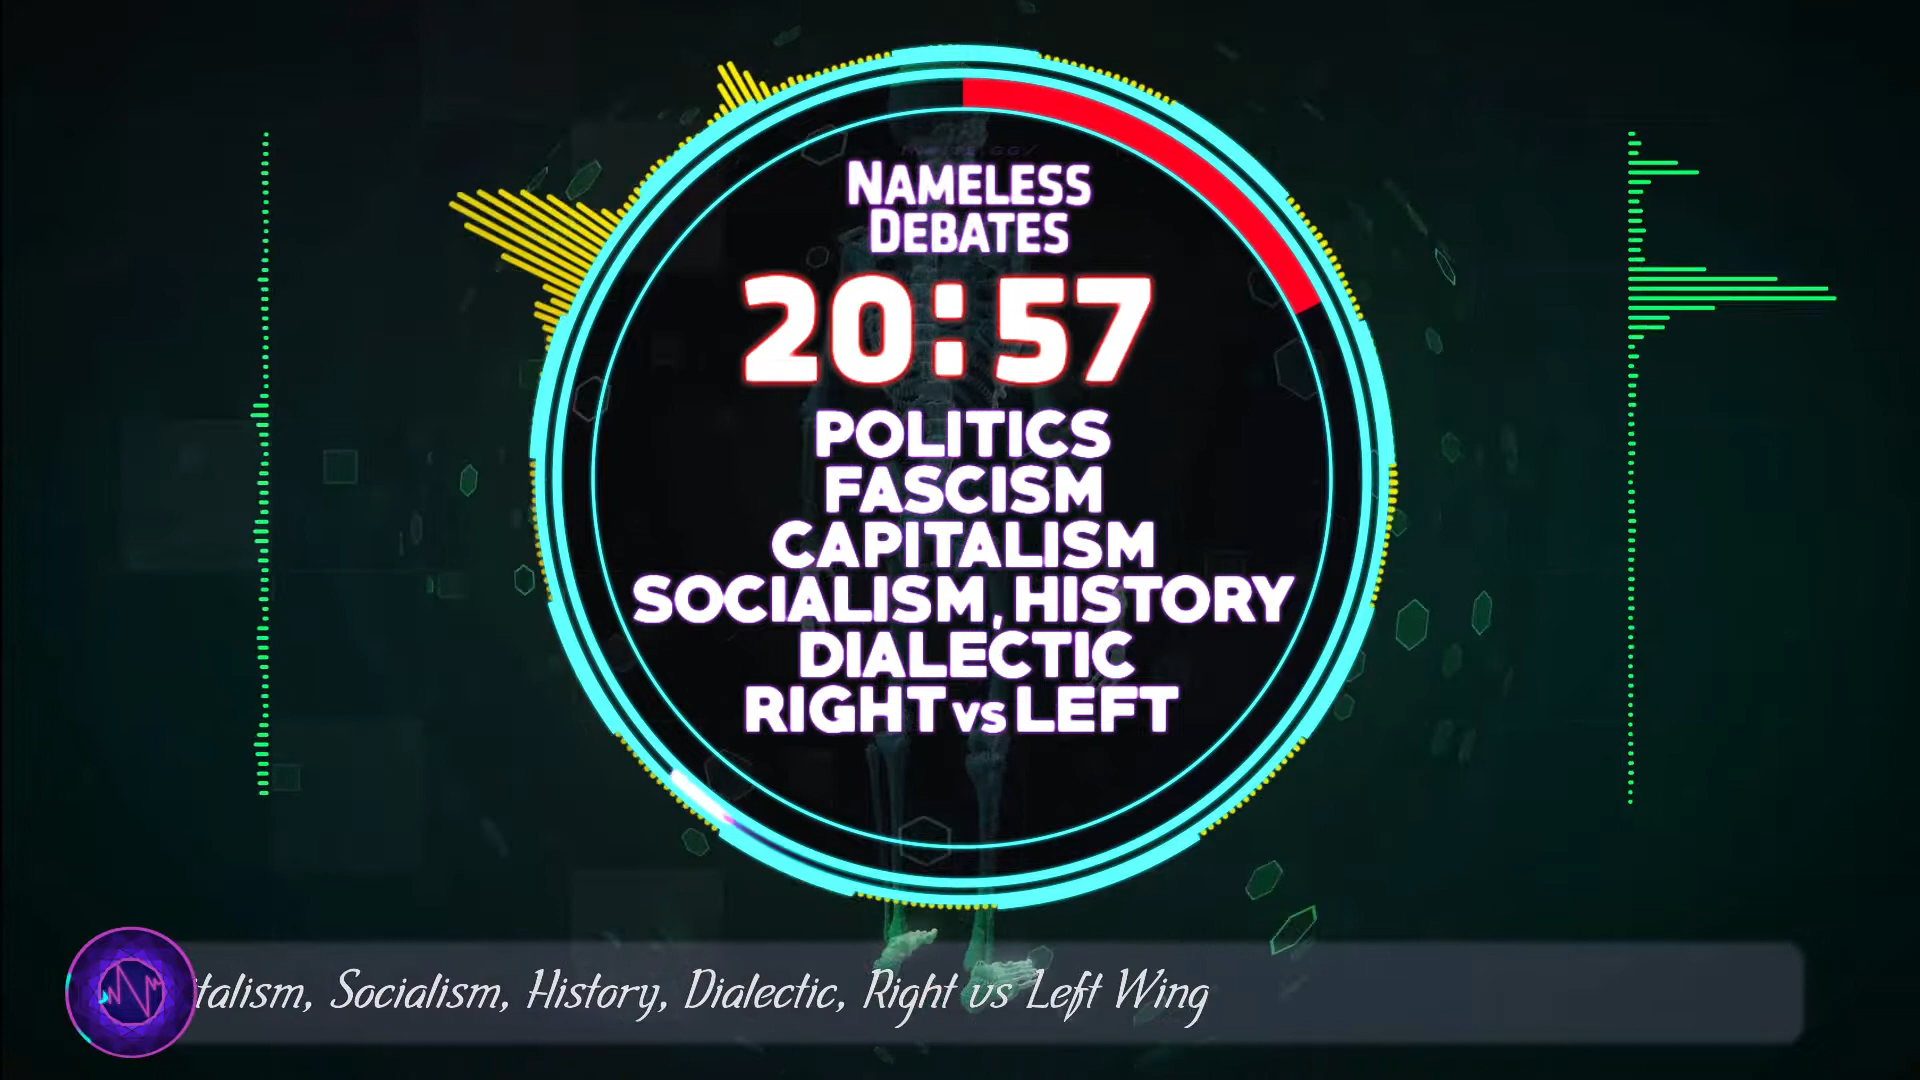 NAMELESS
DEBATES
20:57
POLITICS
FASCISM
CAPITALISM
SOCIALISM, HISTORY
DIALECTIC
RIGHT vs LEFT
talism, Socialism, History, Dialectic, Right vs Left Wing